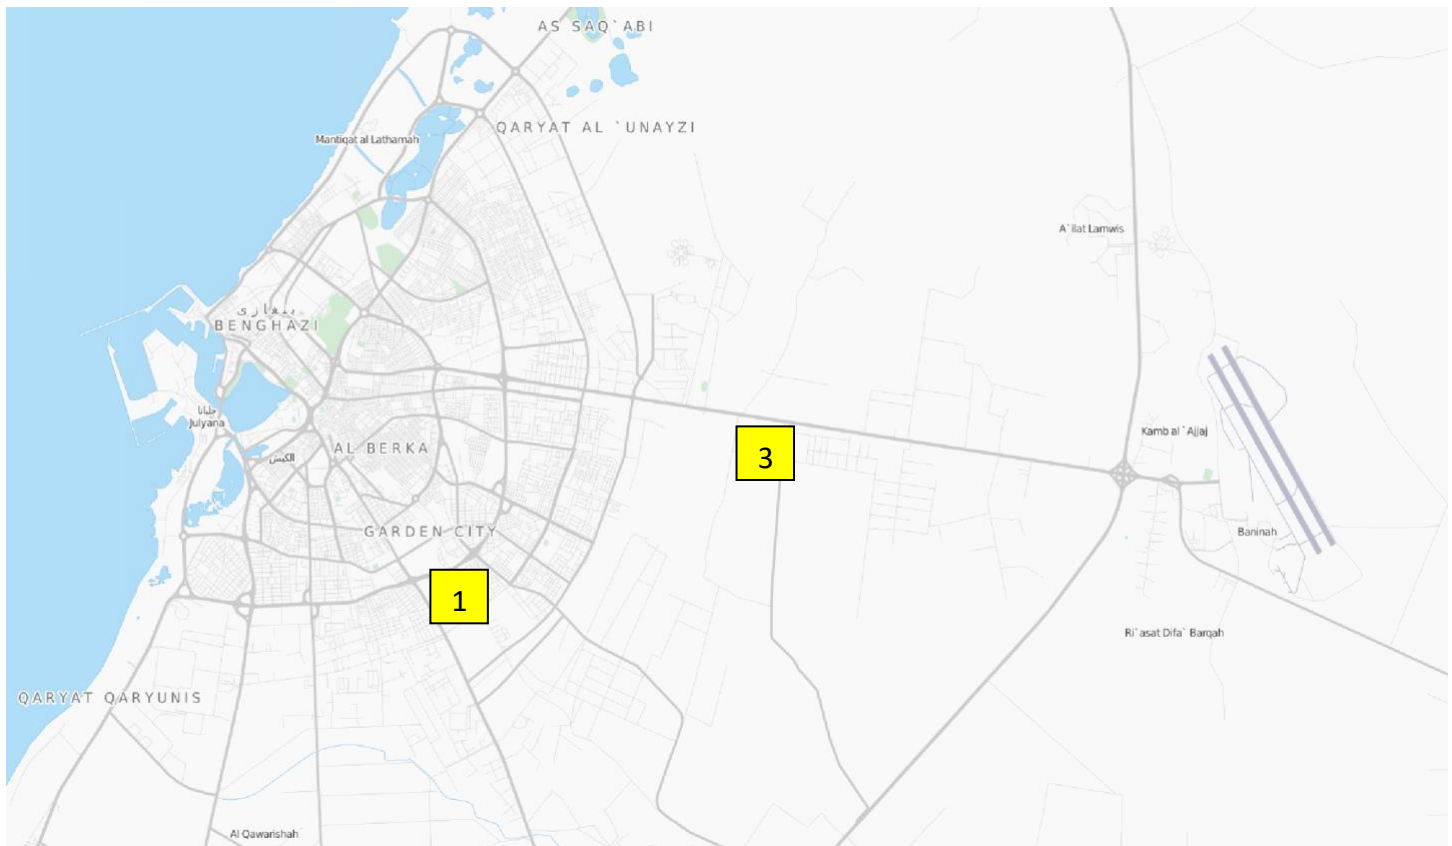 AS SAQ`ABI
QARYAT AL `UNAYZI
Mantiqat al Lathamah
A`ilat Lamwis
بنغازي
BENGHAZI
جليانا
Julyana
Kamb al `Ajjaj
AL BERKA
الكيش
3
GARDEN CITY
Baninah
1
Ri`asat Difa` Barqah
QARYAT QARYUNIS
Al Qawarishah